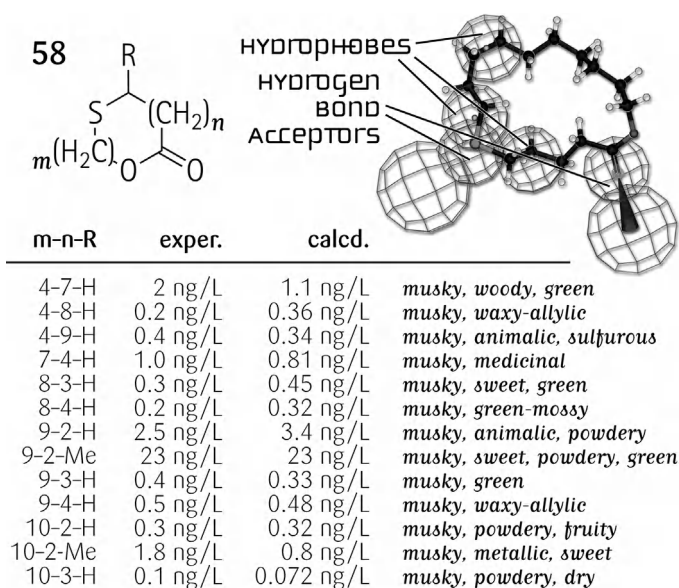 58
R
S
(CH₂)n
m(H₂C)
O
O
HYDROPHOBES
HYDROGEN
BOND
ACCEPTORS
m-n-R exper. calcd.
4-7-H 2 ng/L 1.1 ng/L musky, woody, green
4-8-H 0.2 ng/L 0.36 ng/L musky, waxy-allylic
4-9-H 0.4 ng/L 0.34 ng/L musky, animalic, sulfurous
7-4-H 1.0 ng/L 0.81 ng/L musky, medicinal
8-3-H 0.3 ng/L 0.45 ng/L musky, sweet, green
8-4-H 0.2 ng/L 0.32 ng/L musky, green-mossy
9-2-H 2.5 ng/L 3.4 ng/L musky, animalic, powdery
9-2-Me 23 ng/L 23 ng/L musky, sweet, powdery, green
9-3-H 0.4 ng/L 0.33 ng/L musky, green
9-4-H 0.5 ng/L 0.48 ng/L musky, waxy-allylic
10-2-H 0.3 ng/L 0.32 ng/L musky, powdery, fruity
10-2-Me 1.8 ng/L 0.8 ng/L musky, metallic, sweet
10-3-H 0.1 ng/L 0.072 ng/L musky, powdery, dry